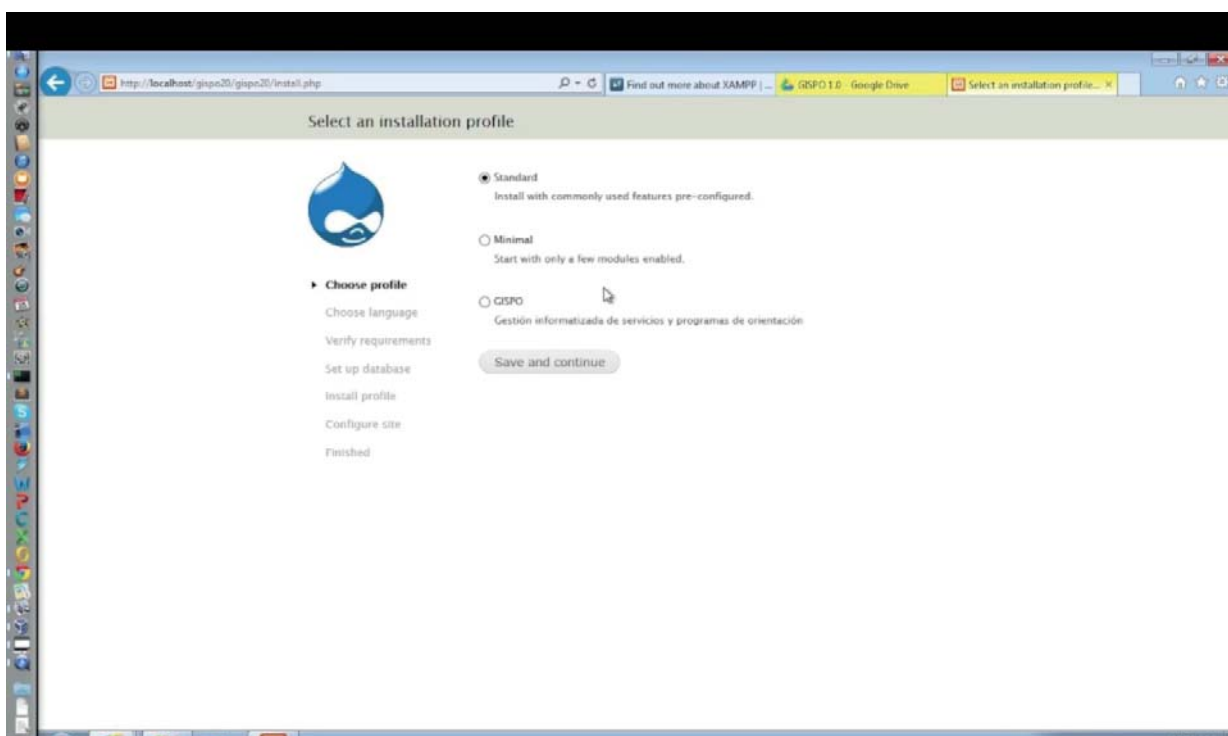 http://localhost/gispo20/gispo20/install.php
Find out more about XAMPP | ...
GISPO 1.0 - Google Drive
Select an installation profile...
Select an installation profile
Standard
Install with commonly used features pre-configured.
Minimal
Start with only a few modules enabled.
GISPO
Gestión informatizada de servicios y programas de orientación
Save and continue
Choose profile
Choose language
Verify requirements
Set up database
Install profile
Configure site
Finished